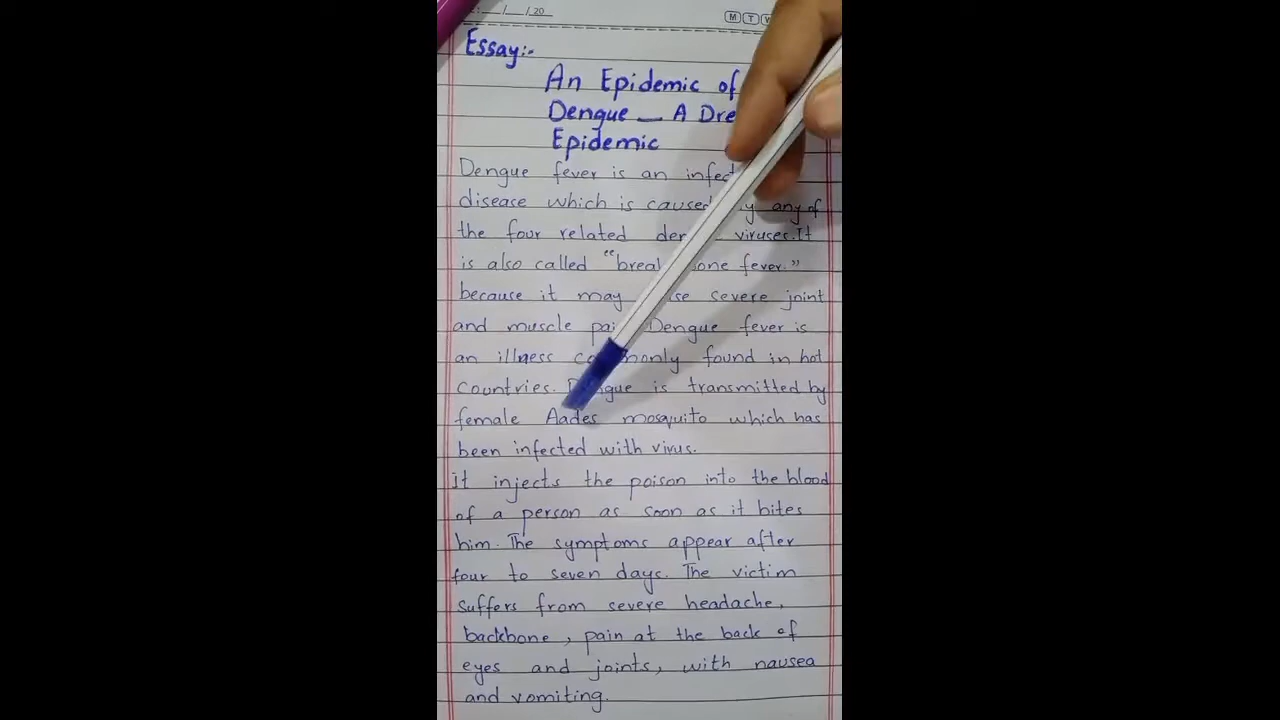 / / 20
M T
Essay:-
An Epidemic of
Dengue — A
Epidemic
Dengue fever is an
disease which is caused any of
the four related viruses. It
is also called "break one fever."
because it may severe joint
and muscle Dengue fever is
an illness commonly found in hot
countries. Dengue is transmitted by
female Aades mosquito which has
been infected with virus.
it injects the poison into the blood
of a person as soon as it bites
him. The symptoms appear after
four to seven days. The victim
suffers from severe headache,
backbone, pain at the back of
eyes and joints, with nausea
and vomiting.